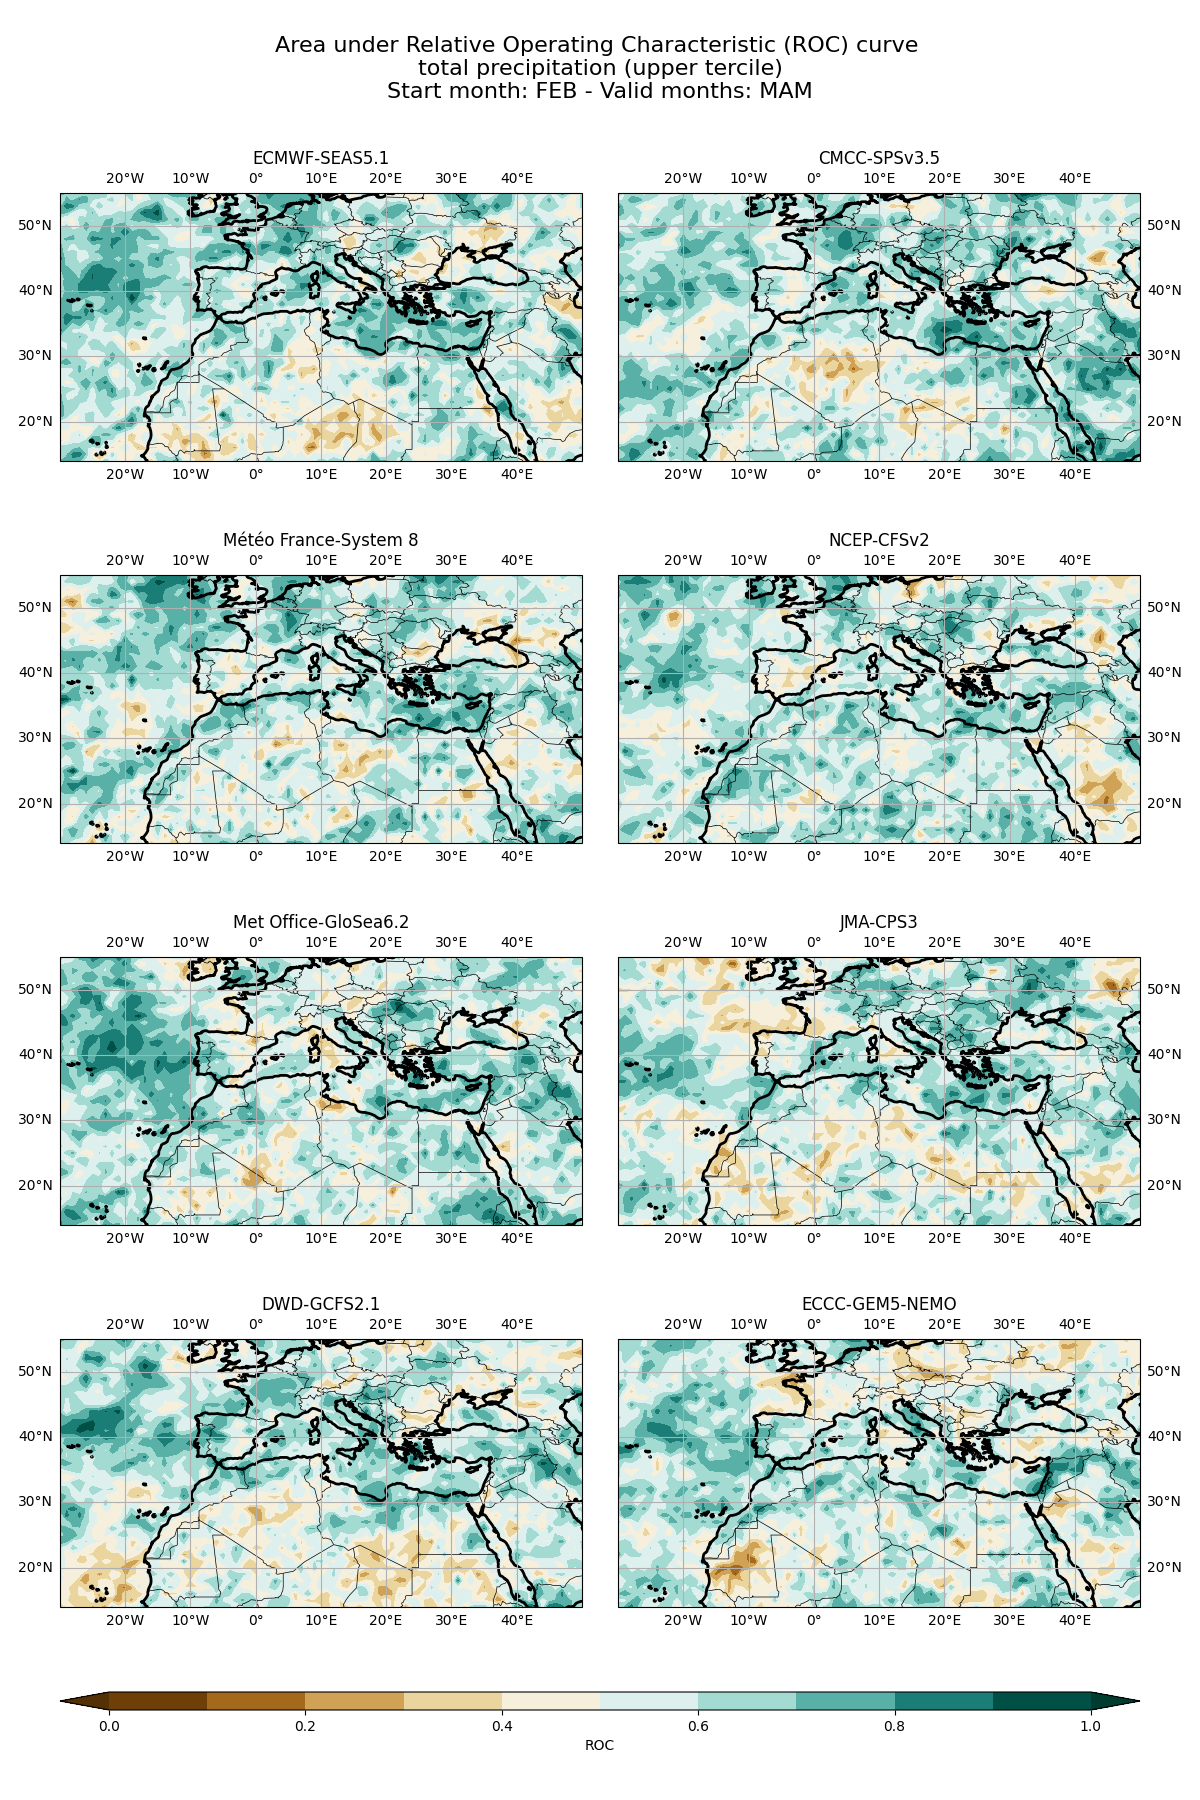 Area under Relative Operating Characteristic (ROC) curve
total precipitation (upper tercile)
Start month: FEB - Valid months: MAM
ECMWF-SEAS5.1
20°W 10°W 0° 10°E 20°E 30°E 40°E
50°N
40°N
30°N
20°N
20°W 10°W 0° 10°E 20°E 30°E 40°E
CMCC-SPSv3.5
20°W 10°W 0° 10°E 20°E 30°E 40°E
50°N
40°N
30°N
20°N
20°W 10°W 0° 10°E 20°E 30°E 40°E
Météo France-System 8
20°W 10°W 0° 10°E 20°E 30°E 40°E
50°N
40°N
30°N
20°N
20°W 10°W 0° 10°E 20°E 30°E 40°E
NCEP-CFSv2
20°W 10°W 0° 10°E 20°E 30°E 40°E
50°N
40°N
30°N
20°N
20°W 10°W 0° 10°E 20°E 30°E 40°E
Met Office-GloSea6.2
20°W 10°W 0° 10°E 20°E 30°E 40°E
50°N
40°N
30°N
20°N
20°W 10°W 0° 10°E 20°E 30°E 40°E
JMA-CPS3
20°W 10°W 0° 10°E 20°E 30°E 40°E
50°N
40°N
30°N
20°N
20°W 10°W 0° 10°E 20°E 30°E 40°E
DWD-GCFS2.1
20°W 10°W 0° 10°E 20°E 30°E 40°E
50°N
40°N
30°N
20°N
20°W 10°W 0° 10°E 20°E 30°E 40°E
ECCC-GEM5-NEMO
20°W 10°W 0° 10°E 20°E 30°E 40°E
50°N
40°N
30°N
20°N
20°W 10°W 0° 10°E 20°E 30°E 40°E
0.0 0.2 0.4 0.6 0.8 1.0
ROC